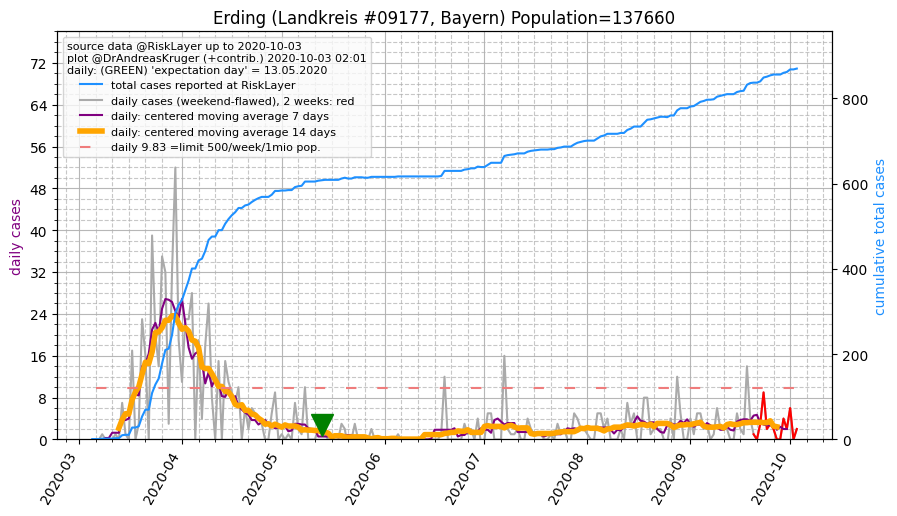 Erding (Landkreis #09177, Bayern) Population=137660
source data @RiskLayer up to 2020-10-03
plot @DrAndreasKruger (+contrib.) 2020-10-03 02:01
daily: (GREEN) 'expectation day' = 13.05.2020
total cases reported at RiskLayer
daily cases (weekend-flawed), 2 weeks: red
daily: centered moving average 7 days
daily: centered moving average 14 days
daily 9.83 =limit 500/week/1mio pop.
daily cases
72
64
56
48
40
32
24
16
8
0
cumulative total cases
800
600
400
200
0
2020-03
2020-04
2020-05
2020-06
2020-07
2020-08
2020-09
2020-10